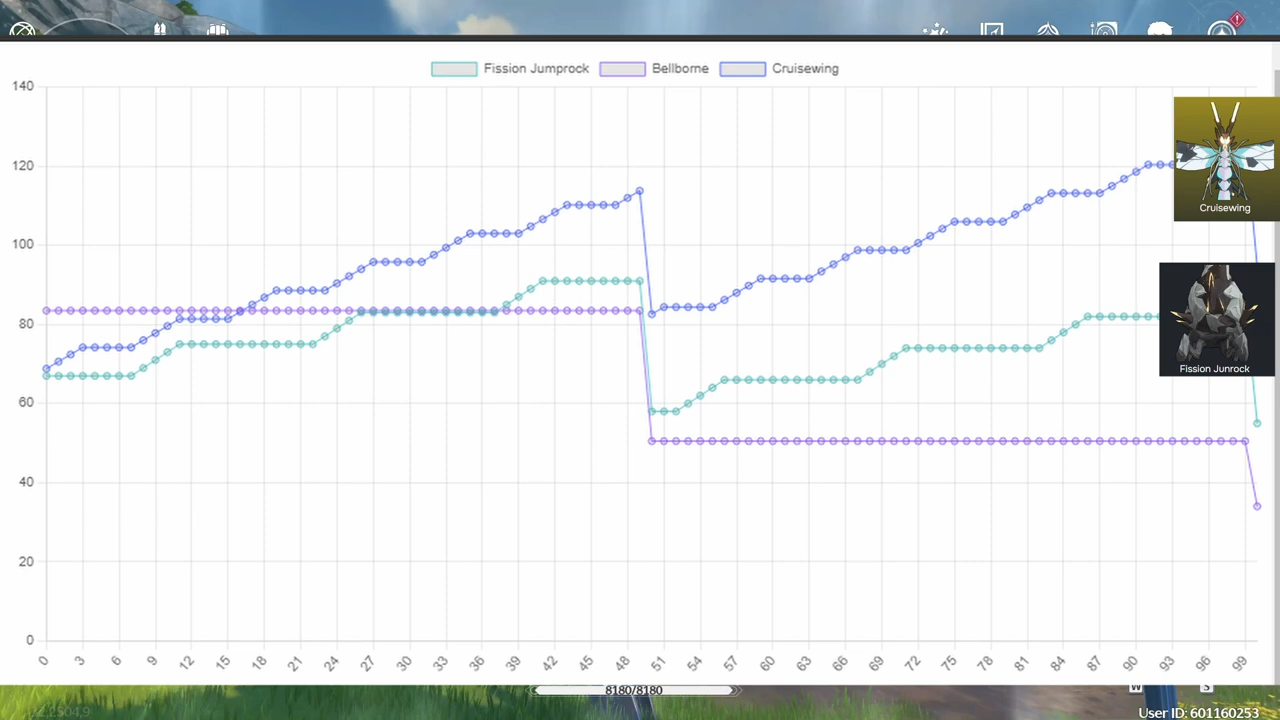 Fission Jumprock Bellborne Cruisewing
140
120
100
80
60
40
20
0
0 3 6 9 12 15 18 21 24 27 30 33 36 39 42 45 48 51 54 57 60 63 66 69 72 75 78 81 84 87 90 93 96 99
Cruisewing
Fission Junrock
8180/8180
W
S
User ID: 601160253